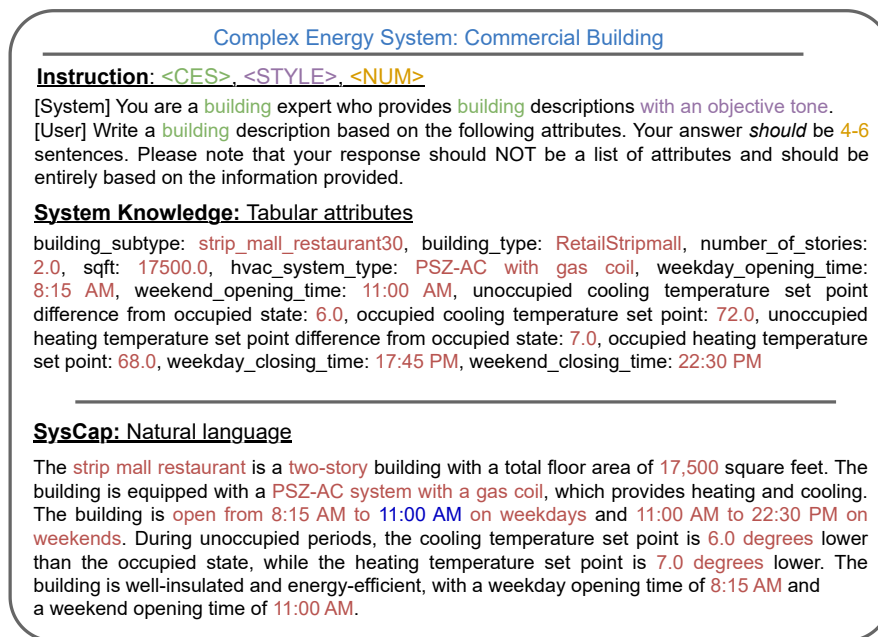 Complex Energy System: Commercial Building
Instruction: <CES>, <STYLE>, <NUM>
[System] You are a building expert who provides building descriptions with an objective tone.
[User] Write a building description based on the following attributes. Your answer should be 4-6
sentences. Please note that your response should NOT be a list of attributes and should be
entirely based on the information provided.
System Knowledge: Tabular attributes
building_subtype: strip_mall_restaurant30, building_type: RetailStripmall, number_of_stories:
2.0, sqft: 17500.0, hvac_system_type: PSZ-AC with gas coil, weekday_opening_time:
8:15 AM, weekend_opening_time: 11:00 AM, unoccupied cooling temperature set point
difference from occupied state: 6.0, occupied cooling temperature set point: 72.0, unoccupied
heating temperature set point difference from occupied state: 7.0, occupied heating temperature
set point: 68.0, weekday_closing_time: 17:45 PM, weekend_closing_time: 22:30 PM
SysCap: Natural language
The strip mall restaurant is a two-story building with a total floor area of 17,500 square feet. The
building is equipped with a PSZ-AC system with a gas coil, which provides heating and cooling.
The building is open from 8:15 AM to 11:00 AM on weekdays and 11:00 AM to 22:30 PM on
weekends. During unoccupied periods, the cooling temperature set point is 6.0 degrees lower
than the occupied state, while the heating temperature set point is 7.0 degrees lower. The
building is well-insulated and energy-efficient, with a weekday opening time of 8:15 AM and
a weekend opening time of 11:00 AM.